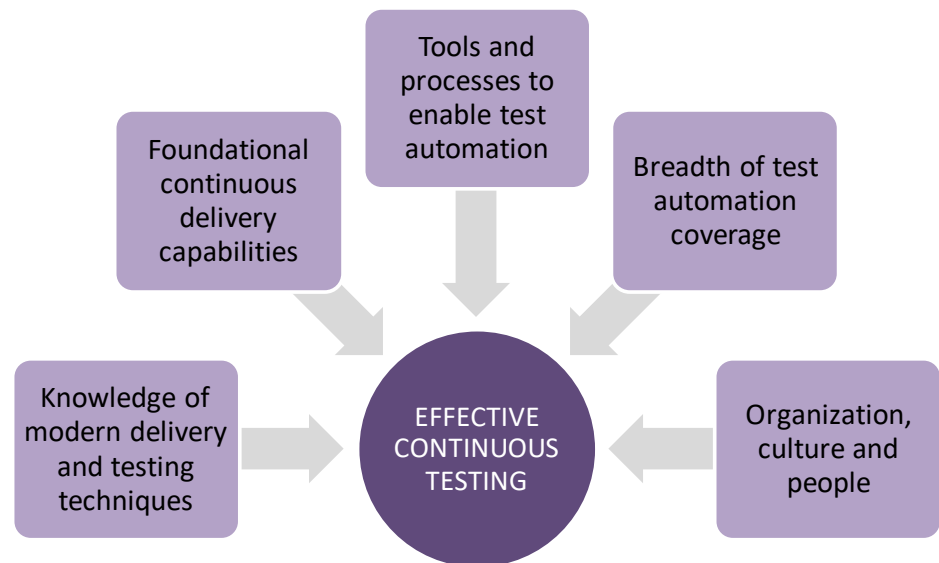 Tools and
processes to
enable test
automation
Foundational
continuous
delivery
capabilities
Breadth of test
automation
coverage
Knowledge of
modern delivery
and testing
techniques
EFFECTIVE
CONTINUOUS
TESTING
Organization,
culture and
people